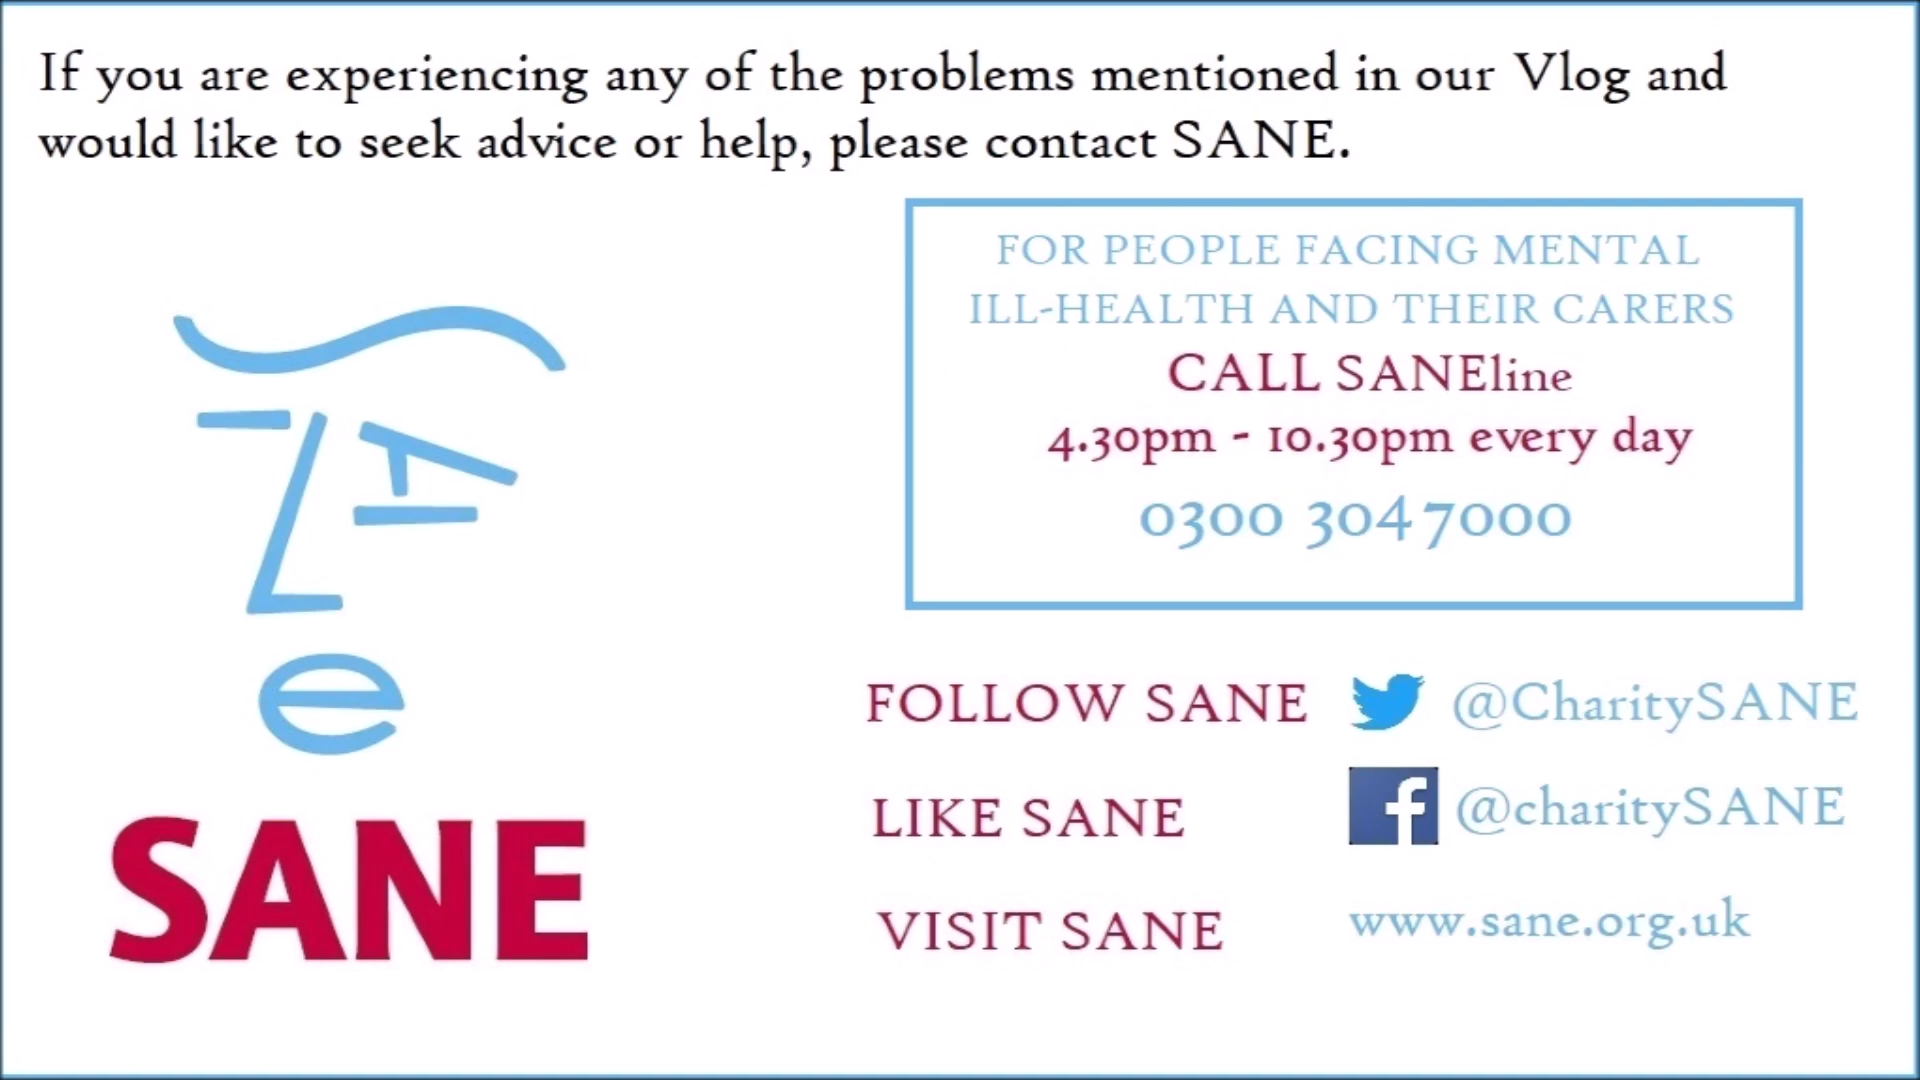 If you are experiencing any of the problems mentioned in our Vlog and
would like to seek advice or help, please contact SANE.
FOR PEOPLE FACING MENTAL
ILL-HEALTH AND THEIR CARERS
CALL SANEline
4.30pm - 10.30pm every day
0300 304 7000
SANE
FOLLOW SANE @CharitySANE
LIKE SANE @charitySANE
VISIT SANE www.sane.org.uk